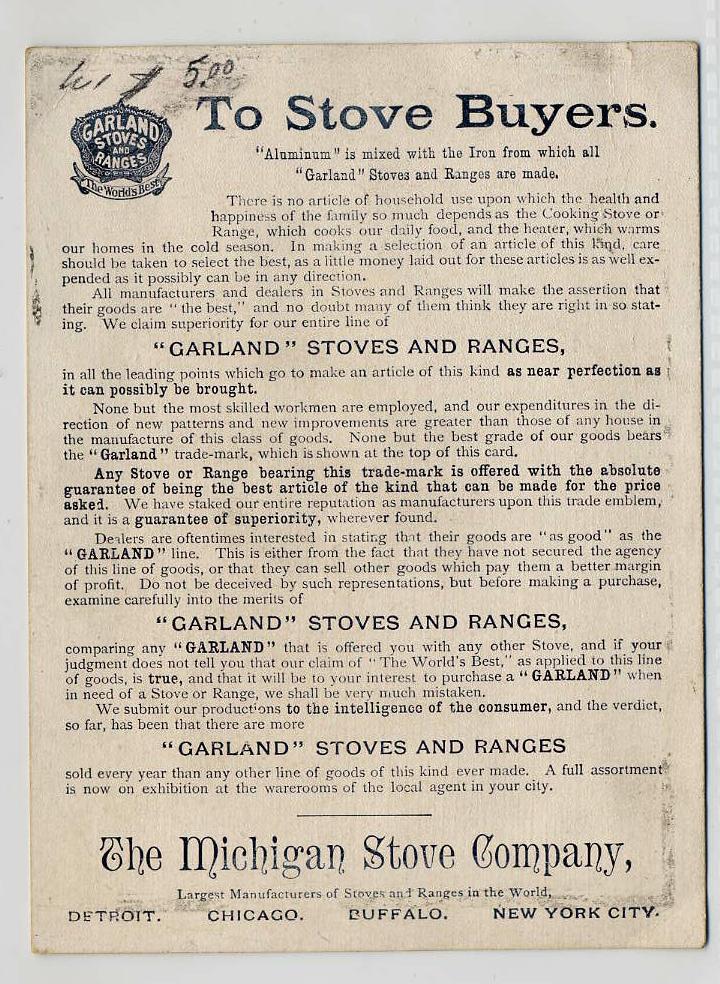 5.00
GARLAND
STOVES
AND
RANGES
The World's Best
To Stove Buyers.
"Aluminum" is mixed with the Iron from which all
"Garland" Stoves and Ranges are made.
There is no article of household use upon which the health and
happiness of the family so much depends as the Cooking Stove or
Range, which cooks our daily food, and the heater, which warms
our homes in the cold season. In making a selection of an article of this kind, care
should be taken to select the best, as a little money laid out for these articles is as well ex-
pended as it possibly can be in any direction.
All manufacturers and dealers in Stoves and Ranges will make the assertion that
their goods are "the best," and no doubt many of them think they are right in so stat-
ing. We claim superiority for our entire line of
"GARLAND" STOVES AND RANGES,
in all the leading points which go to make an article of this kind as near perfection as
it can possibly be brought.
None but the most skilled workmen are employed, and our expenditures in the di-
rection of new patterns and new improvements are greater than those of any house in
the manufacture of this class of goods. None but the best grade of our goods bears
the "Garland" trade-mark, which is shown at the top of this card.
Any Stove or Range bearing this trade-mark is offered with the absolute
guarantee of being the best article of the kind that can be made for the price
asked. We have staked our entire reputation as manufacturers upon this trade emblem,
and it is a guarantee of superiority, wherever found.
Dealers are oftentimes interested in stating that their goods are "as good" as the
"GARLAND" line. This is either from the fact that they have not secured the agency
of this line of goods, or that they can sell other goods which pay them a better margin
of profit. Do not be deceived by such representations, but before making a purchase,
examine carefully into the merits of
"GARLAND" STOVES AND RANGES,
comparing any "GARLAND" that is offered you with any other Stove, and if your
judgment does not tell you that our claim of "The World's Best," as applied to this line
of goods, is true, and that it will be to your interest to purchase a "GARLAND" when
in need of a Stove or Range, we shall be very much mistaken.
We submit our productions to the intelligence of the consumer, and the verdict,
so far, has been that there are more
"GARLAND" STOVES AND RANGES
sold every year than any other line of goods of this kind ever made. A full assortment
is now on exhibition at the warerooms of the local agent in your city.
The Michigan Stove Company,
Largest Manufacturers of Stoves and Ranges in the World,
DETROIT. CHICAGO. BUFFALO. NEW YORK CITY.